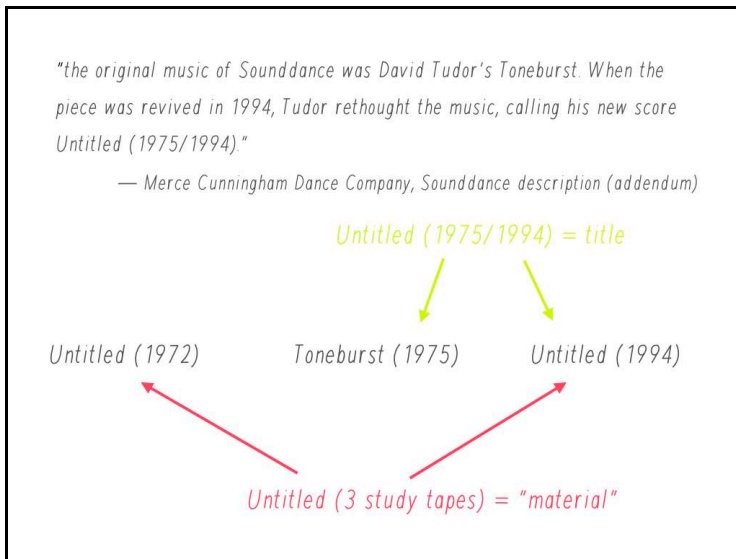 "the original music of Sounddance was David Tudor's Toneburst. When the
piece was revived in 1994, Tudor rethought the music, calling his new score
Untitled (1975/1994)."
— Merce Cunningham Dance Company, Sounddance description (addendum)
Untitled (1975/1994) = title
Untitled (1972) Toneburst (1975) Untitled (1994)
Untitled (3 study tapes) = "material"